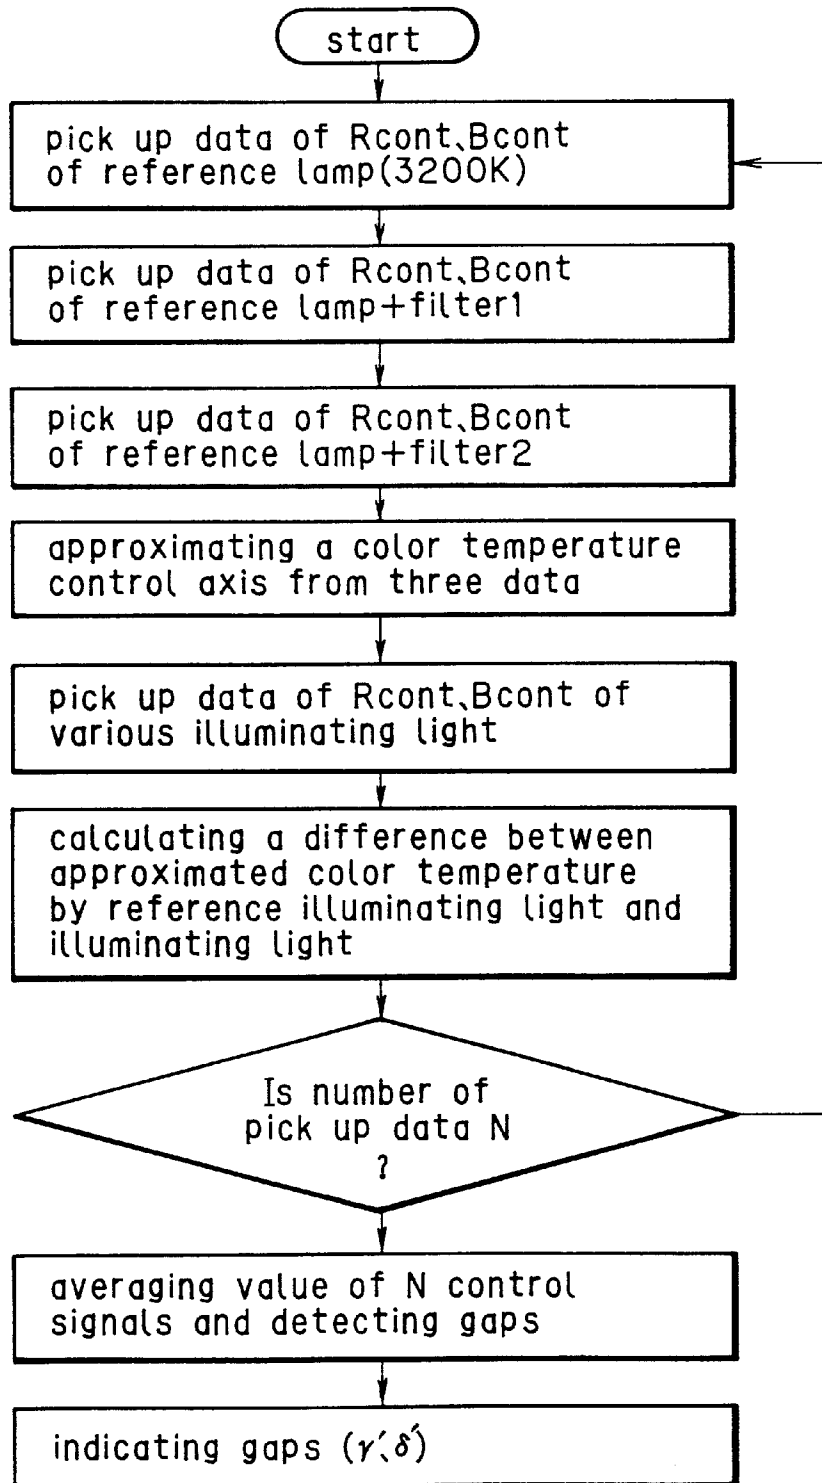 start
pick up data of Rcont、Bcont
of reference lamp(3200K)
pick up data of Rcont、Bcont
of reference lamp+filter1
pick up data of Rcont、Bcont
of reference lamp+filter2
approximating a color temperature
control axis from three data
pick up data of Rcont、Bcont of
various illuminating light
calculating a difference between
approximated color temperature
by reference illuminating light and
illuminating light
Is number of
pick up data N
?
averaging value of N control
signals and detecting gaps
indicating gaps (γ′、δ′)